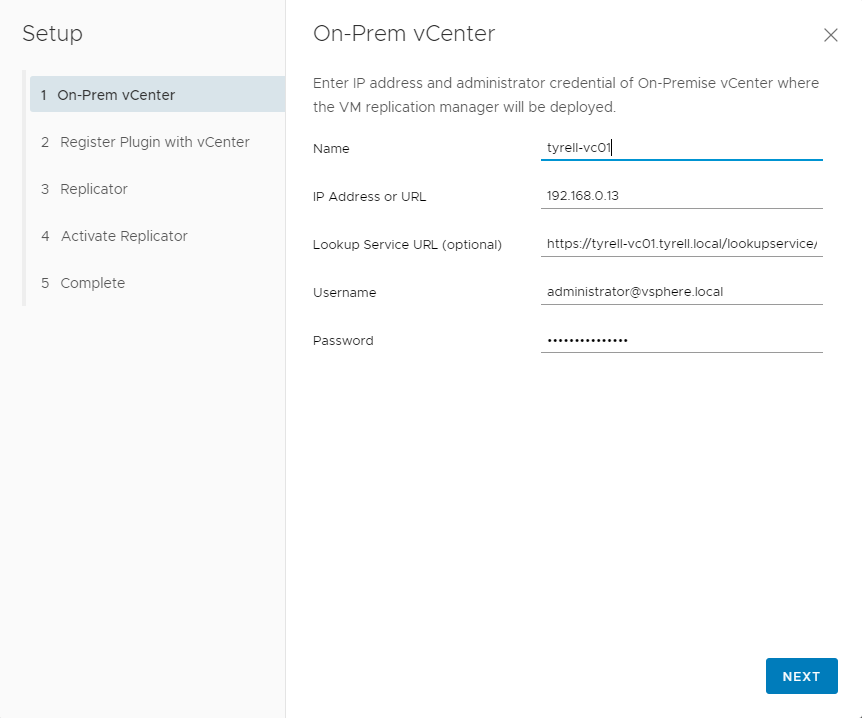 Setup
1 On-Prem vCenter
2 Register Plugin with vCenter
3 Replicator
4 Activate Replicator
5 Complete
On-Prem vCenter
Enter IP address and administrator credential of On-Premise vCenter where
the VM replication manager will be deployed.
Name tyrell-vc01
IP Address or URL 192.168.0.13
Lookup Service URL (optional) https://tyrell-vc01.tyrell.local/lookupservice/
Username administrator@vsphere.local
Password •••••••••••••••
NEXT